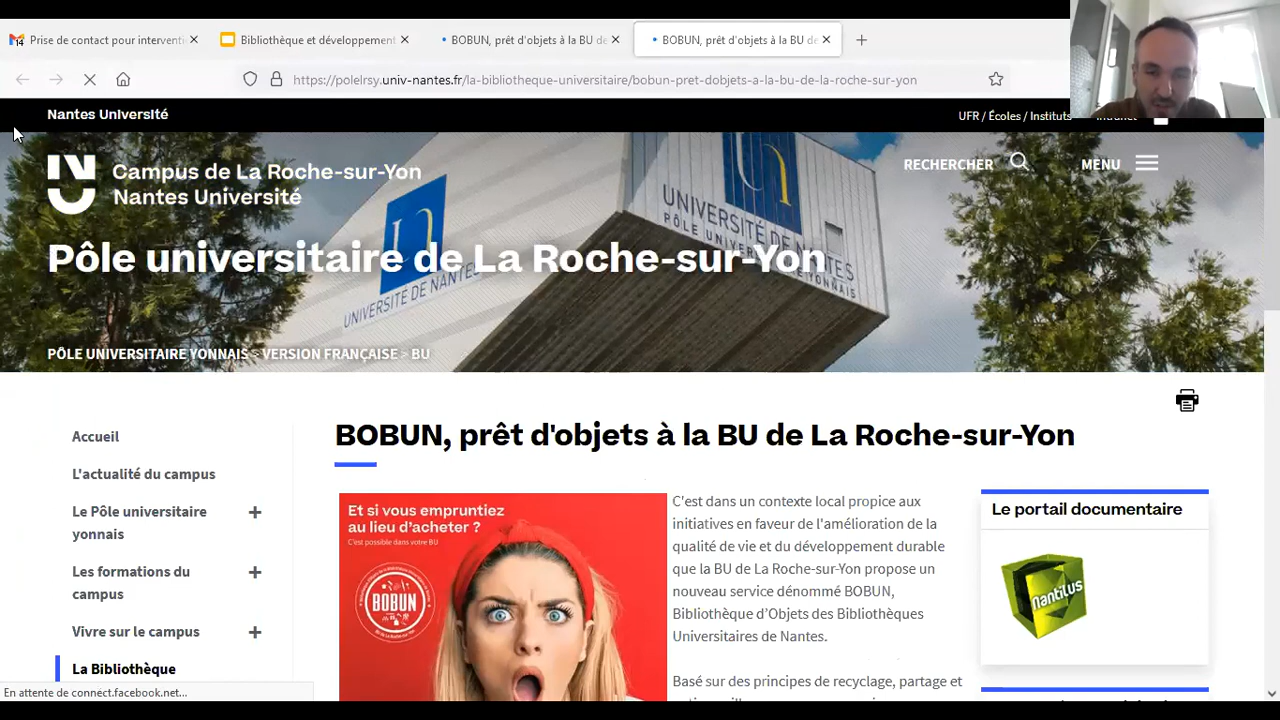 14
Prise de contact pour intervent
Bibliothèque et développement
BOBUN, prêt d'objets à la BU de
BOBUN, prêt d'objets à la BU de
https://polelrsy.univ-nantes.fr/la-bibliotheque-universitaire/bobun-pret-dobjets-a-la-bu-de-la-roche-sur-yon
Nantes Université
UFR / Écoles / Instituts
Intranet
Campus de La Roche-sur-Yon
Nantes Université
RECHERCHER
MENU
UNIVERSITÉ DE NANTES
UNIVERSITÉ DE NANTES
Pôle universitaire de La Roche-sur-Yon
PÔLE UNIVERSITAIRE YONNAIS > VERSION FRANÇAISE > BU
BOBUN, prêt d'objets à la BU de La Roche-sur-Yon
Accueil
L'actualité du campus
Le Pôle universitaire
yonnais
Les formations du
campus
Vivre sur le campus
La Bibliothèque
Et si vous empruntiez
au lieu d'acheter ?
C'est possible dans votre BU
BOBUN
C'est dans un contexte local propice aux
initiatives en faveur de l'amélioration de la
qualité de vie et du développement durable
que la BU de La Roche-sur-Yon propose un
nouveau service dénommé BOBUN,
Bibliothèque d'Objets des Bibliothèques
Universitaires de Nantes.
Basé sur des principes de recyclage, partage et
Le portail documentaire
Nantilus
En attente de connect.facebook.net...